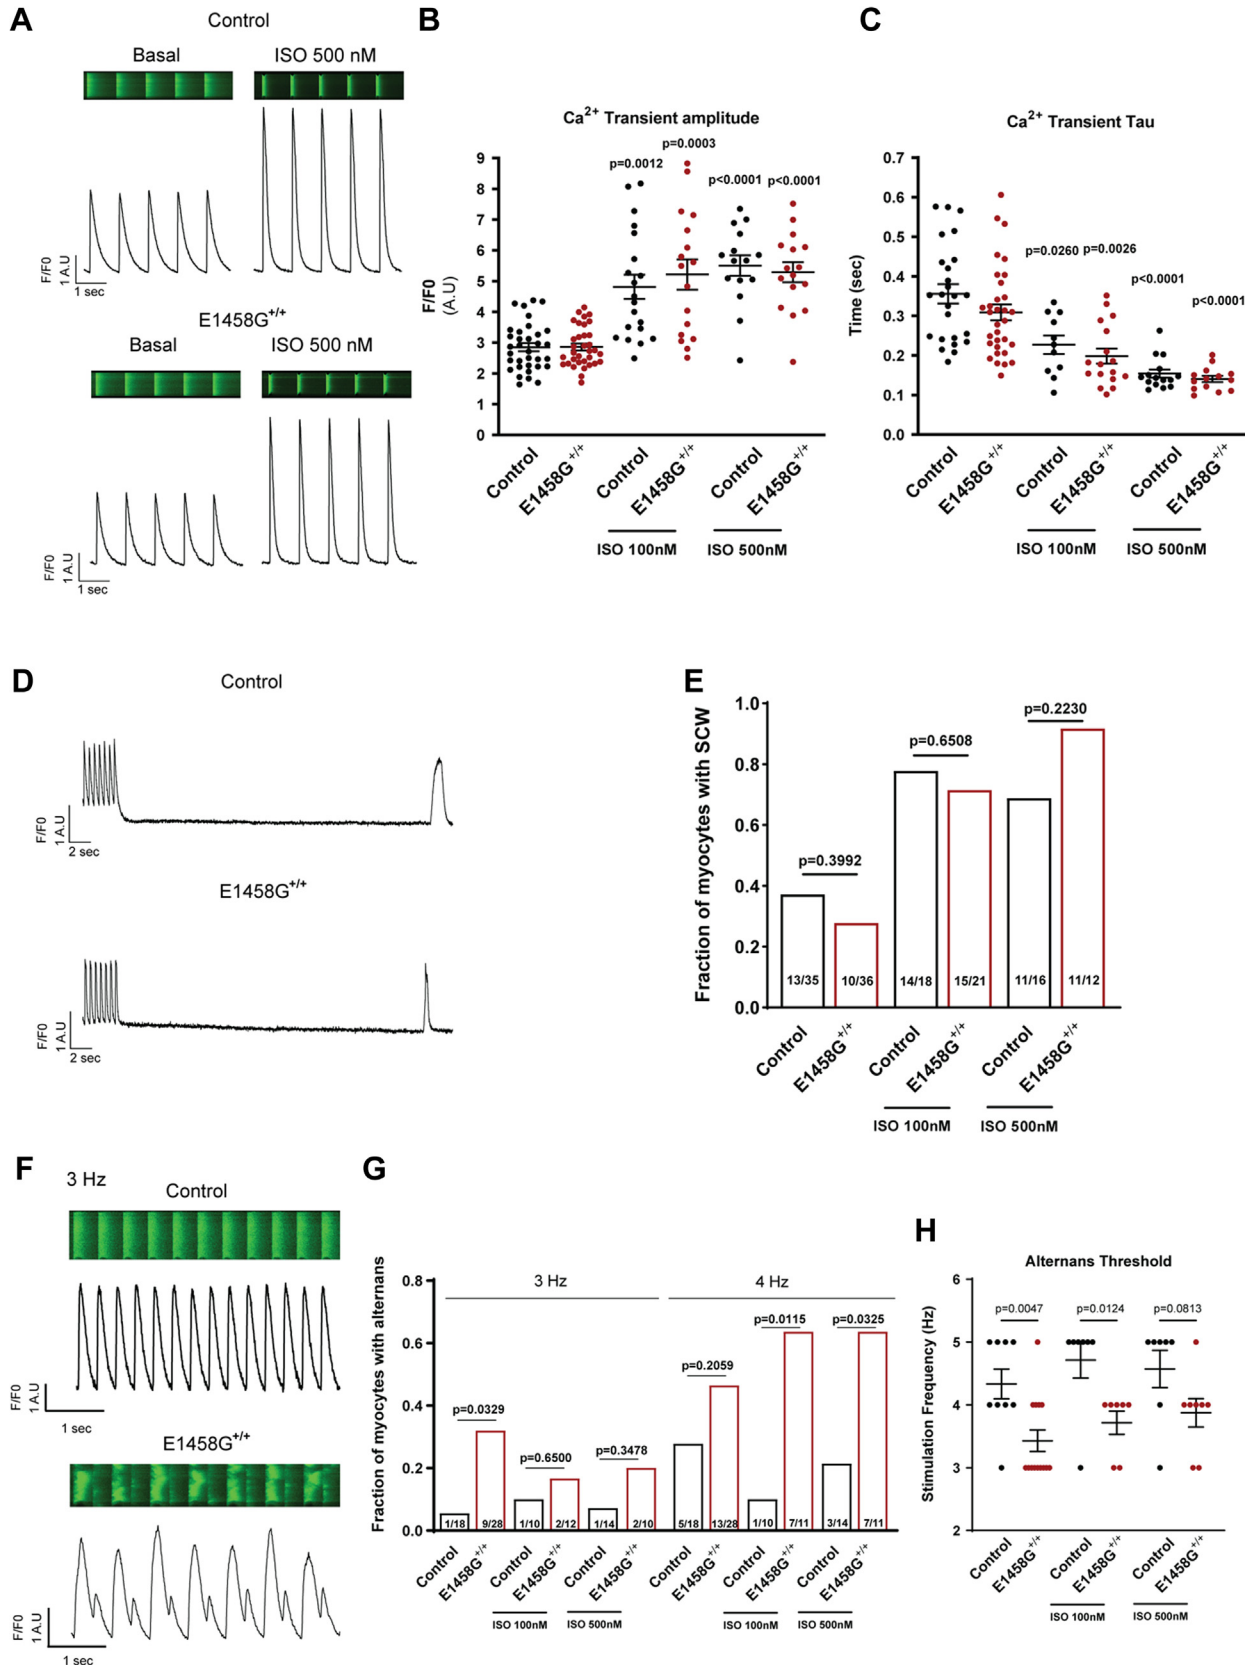 A
Control
Basal
ISO 500 nM
F/F0
1 A.U
1 sec
E1458G+/+
Basal
ISO 500 nM
F/F0
1 A.U
1 sec
B
Ca2+ Transient amplitude
p=0.0012
p=0.0003
p<0.0001
p<0.0001
F/F0
(A.U)
9
8
7
6
5
4
3
2
1
0
Control
E1458G+/+
Control
E1458G+/+
Control
E1458G+/+
ISO 100nM
ISO 500nM
C
Ca2+ Transient Tau
p=0.0260
p=0.0026
p<0.0001
p<0.0001
Time (sec)
0.7
0.6
0.5
0.4
0.3
0.2
0.1
0.0
Control
E1458G+/+
Control
E1458G+/+
Control
E1458G+/+
ISO 100nM
ISO 500nM
D
Control
F/F0
1 A.U
2 sec
E1458G+/+
F/F0
1 A.U
2 sec
E
Fraction of myocytes with SCW
1.0
0.8
0.6
0.4
0.2
0.0
p=0.3992
p=0.6508
p=0.2230
13/35
10/36
14/18
15/21
11/16
11/12
Control
E1458G+/+
Control
E1458G+/+
Control
E1458G+/+
ISO 100nM
ISO 500nM
F
3 Hz
Control
F/F0
1 A.U
1 sec
E1458G+/+
F/F0
1 A.U
1 sec
G
Fraction of myocytes with alternans
0.8
0.6
0.4
0.2
0.0
3 Hz
4 Hz
p=0.0329
p=0.6500
p=0.3478
p=0.2059
p=0.0115
p=0.0325
1/18
9/28
1/10
2/12
1/14
2/10
5/18
13/28
1/10
7/11
3/14
7/11
Control
E1458G+/+
Control
E1458G+/+
Control
E1458G+/+
Control
E1458G+/+
Control
E1458G+/+
Control
E1458G+/+
ISO 100nM
ISO 500nM
ISO 100nM
ISO 500nM
H
Alternans Threshold
Stimulation Frequency (Hz)
6
5
4
3
2
p=0.0047
p=0.0124
p=0.0813
Control
E1458G+/+
Control
E1458G+/+
Control
E1458G+/+
ISO 100nM
ISO 500nM